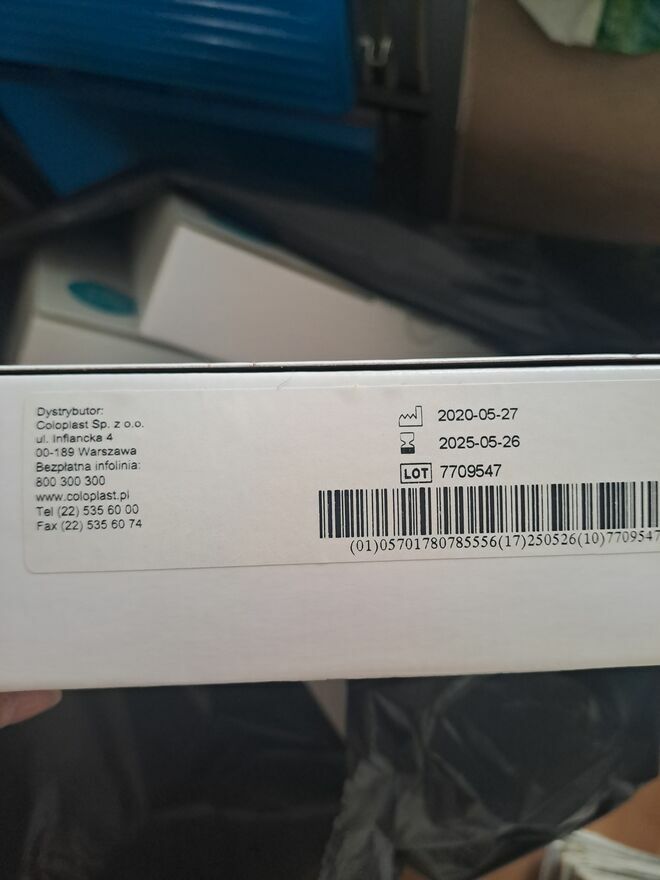 Dystrybutor:
Coloplast Sp. z o.o.
ul. Inflancka 4
00-189 Warszawa
Bezpłatna infolinia:
800 300 300
www.coloplast.pl
Tel (22) 535 60 00
Fax (22) 535 60 74
2020-05-27
2025-05-26
LOT 7709547
(01)05701780785556(17)250526(10)7709547